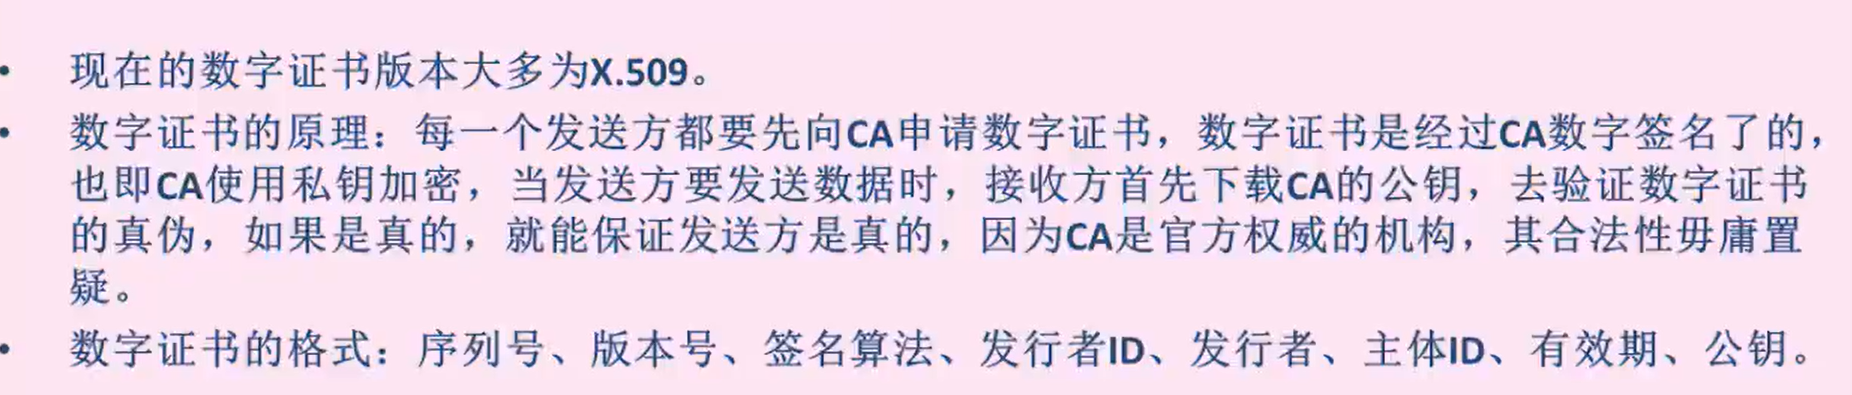 • 现在的数字证书版本大多为X.509。
• 数字证书的原理：每一个发送方都要先向CA申请数字证书，数字证书是经过CA数字签名了的，
也即CA使用私钥加密，当发送方要发送数据时，接收方首先下载CA的公钥，去验证数字证书
的真伪，如果是真的，就能保证发送方是真的，因为CA是官方权威的机构，其合法性毋庸置
疑。
• 数字证书的格式：序列号、版本号、签名算法、发行者ID、发行者、主体ID、有效期、公钥。